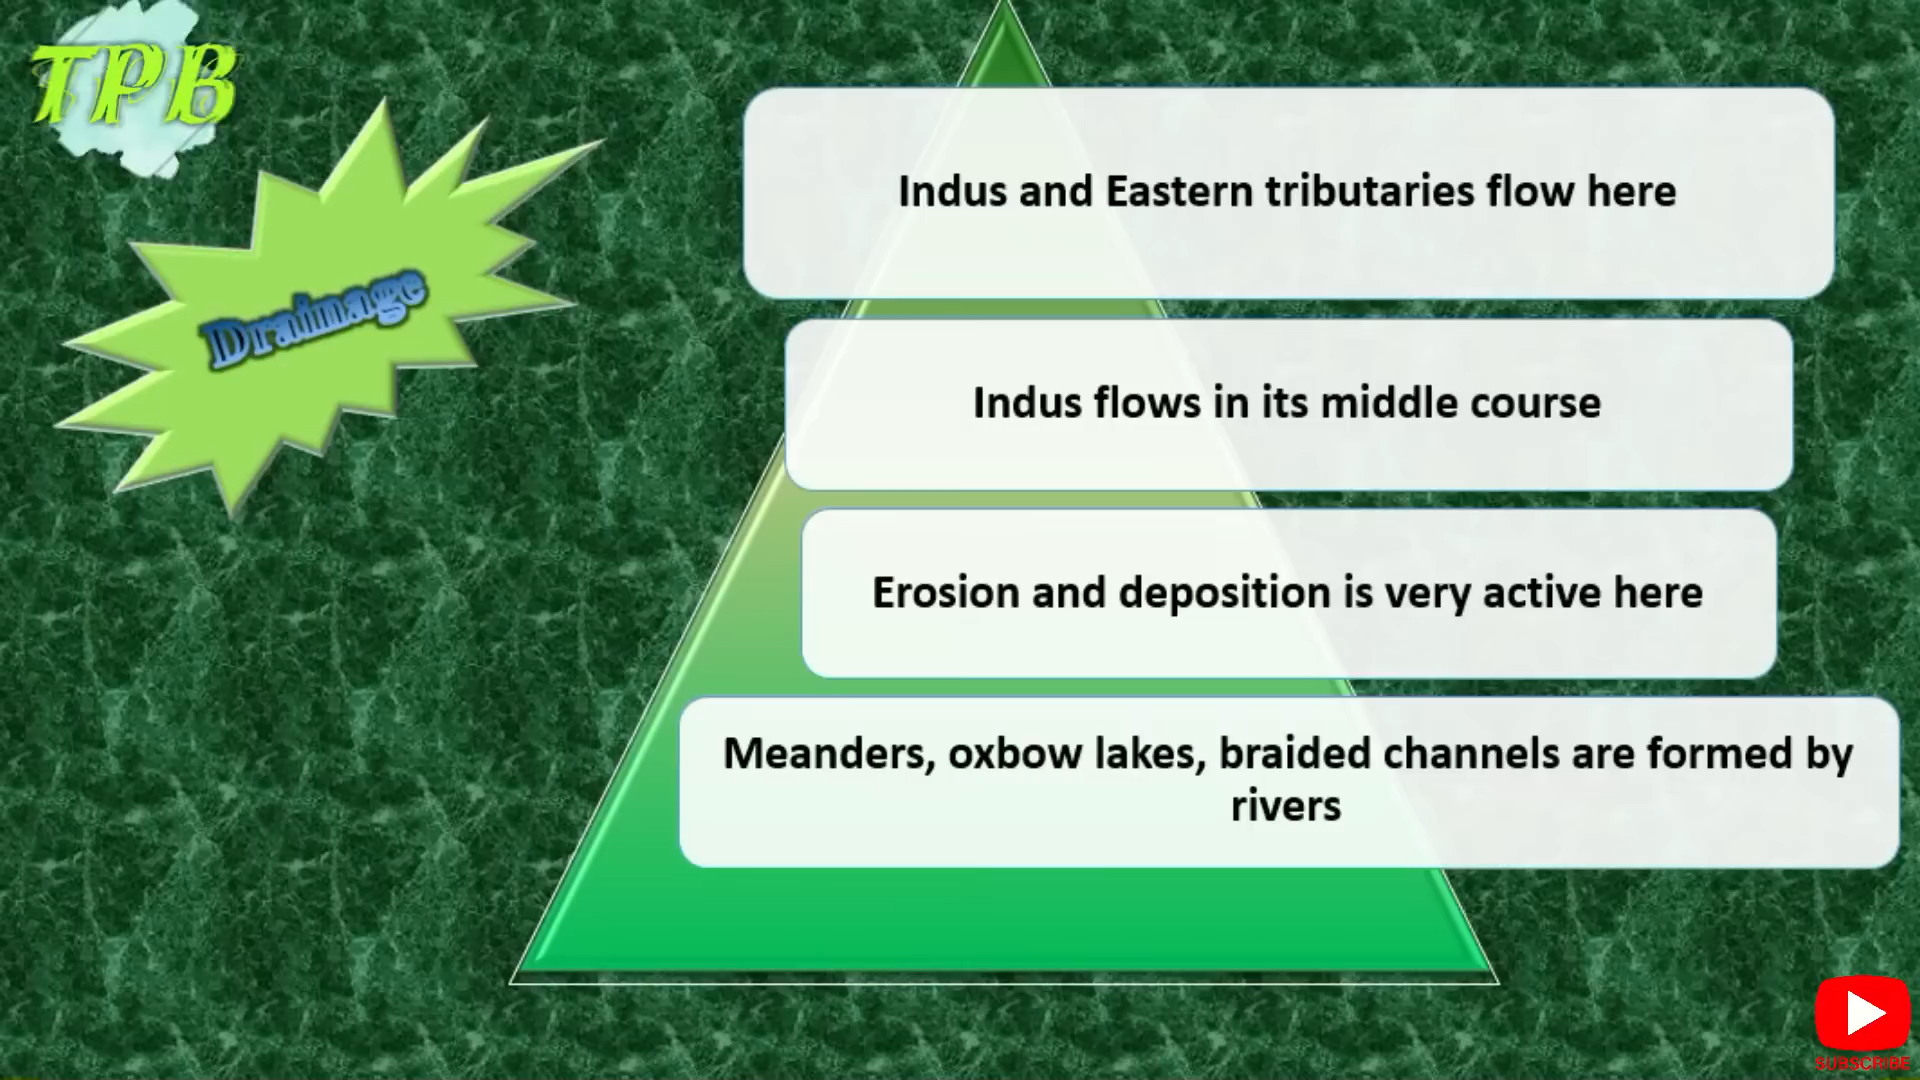 TPB
Drainage
Indus and Eastern tributaries flow here
Indus flows in its middle course
Erosion and deposition is very active here
Meanders, oxbow lakes, braided channels are formed by
rivers
SUBSCRIBE